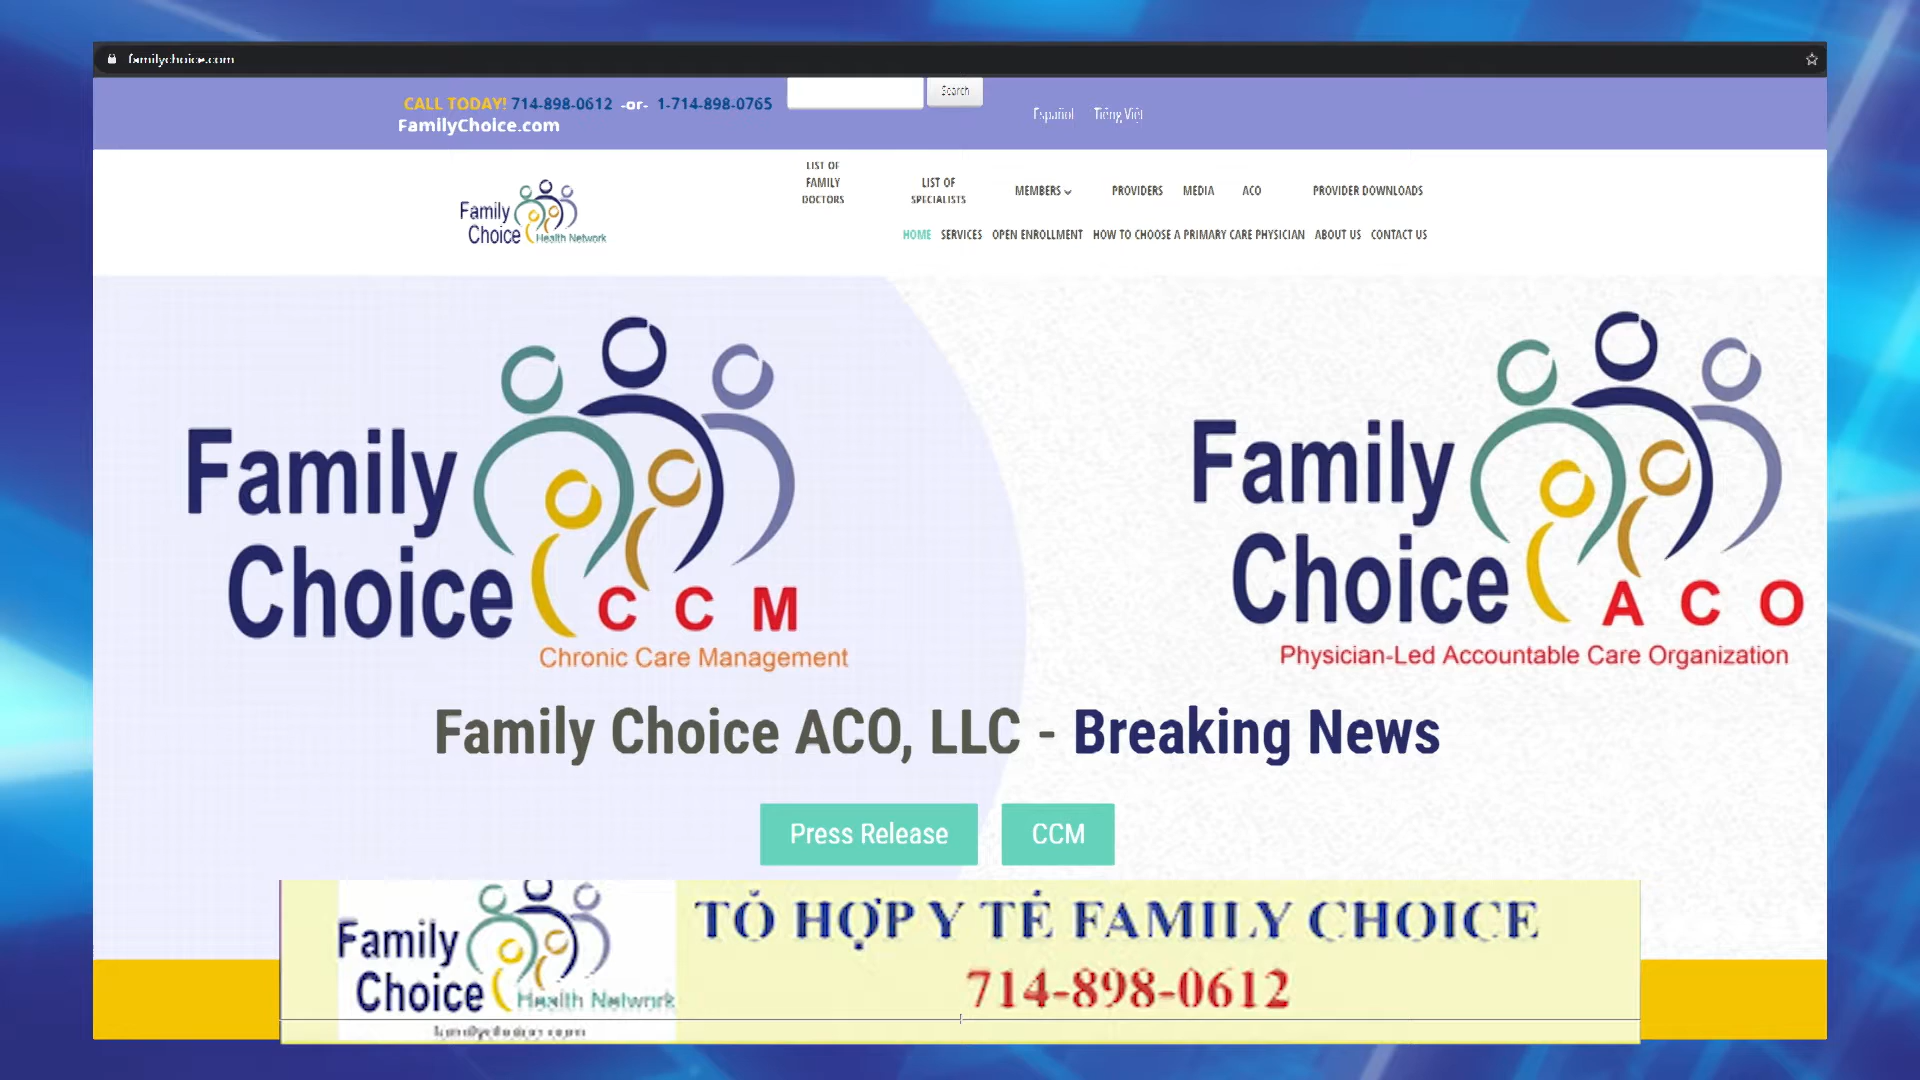 familychoice.com
CALL TODAY! 714-898-0612 -or- 1-714-898-0765
FamilyChoice.com
Search
Español Tiếng Việt
Family
Choice
Health Network
LIST OF
FAMILY
DOCTORS
LIST OF
SPECIALISTS
MEMBERS
PROVIDERS
MEDIA
ACO
PROVIDER DOWNLOADS
HOME SERVICES OPEN ENROLLMENT HOW TO CHOOSE A PRIMARY CARE PHYSICIAN ABOUT US CONTACT US
Family
Choice
CCM
Chronic Care Management
Family
Choice
ACO
Physician-Led Accountable Care Organization
Family Choice ACO, LLC - Breaking News
Press Release
CCM
Family
Choice
Health Network
familychoice.com
TỔ HỢP Y TẾ FAMILY CHOICE
714-898-0612